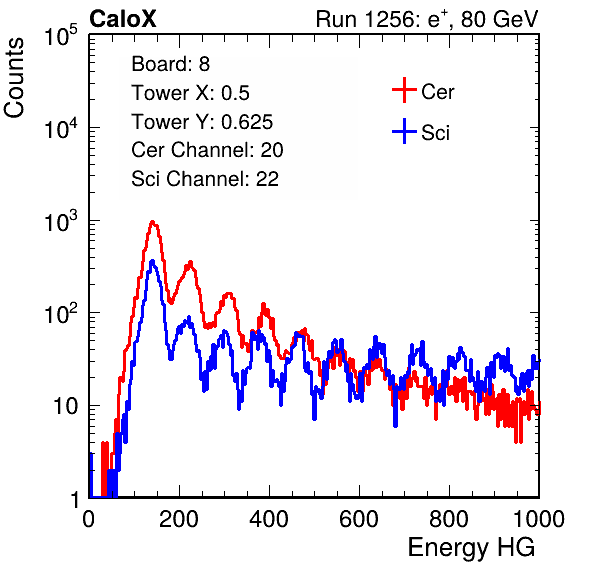 CaloX Run 1256: e⁺, 80 GeV
Counts
Board: 8
Tower X: 0.5
Tower Y: 0.625
Cer Channel: 20
Sci Channel: 22
Cer
Sci
10⁵
10⁴
10³
10²
10
1
0 200 400 600 800 1000
Energy HG